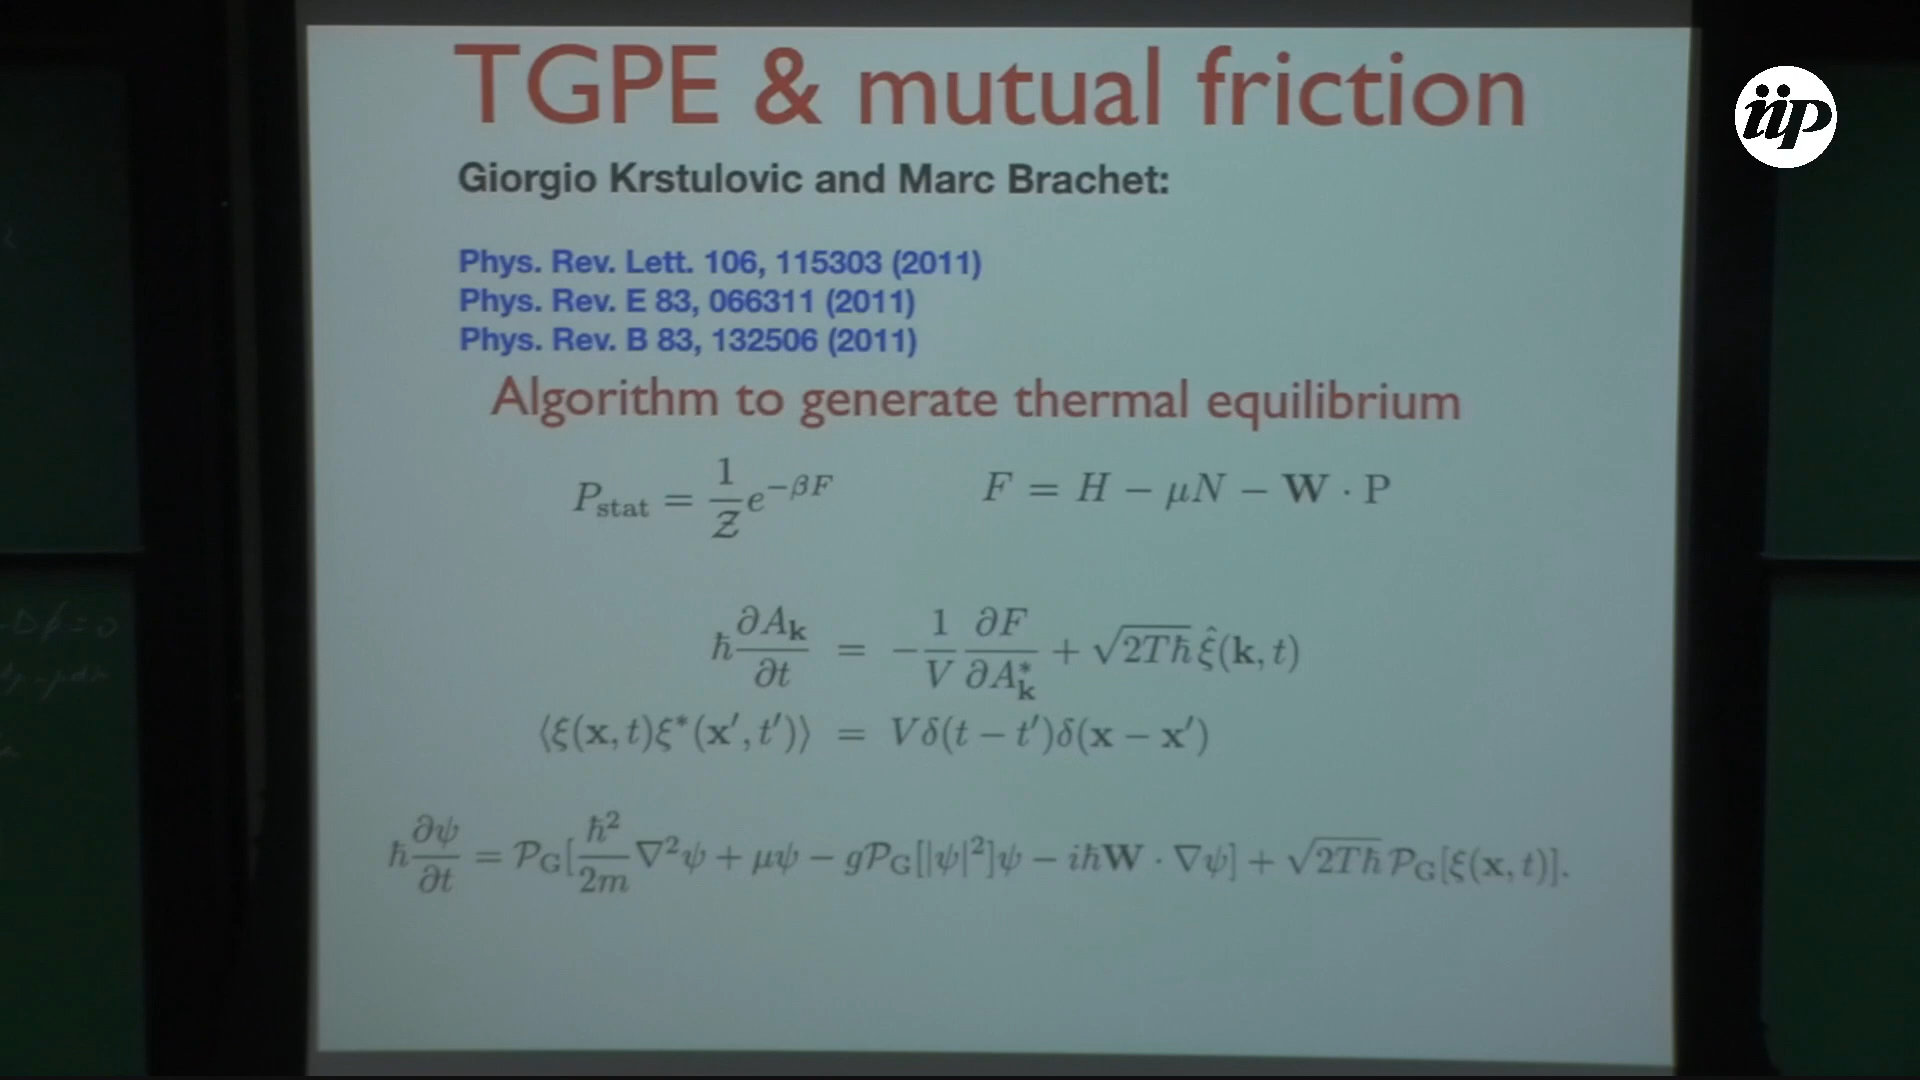 TGPE & mutual friction
iip
Giorgio Krstulovic and Marc Brachet:
Phys. Rev. Lett. 106, 115303 (2011)
Phys. Rev. E 83, 066311 (2011)
Phys. Rev. B 83, 132506 (2011)
Algorithm to generate thermal equilibrium
P_stat = 1/𝒵 e^{−βF}    F = H − μN − W · P
ħ ∂A_k/∂t = − 1/V ∂F/∂A*_k + √(2Tħ) ξ̂(k, t)
⟨ξ(x, t)ξ*(x′, t′)⟩ = Vδ(t − t′)δ(x − x′)
ħ ∂ψ/∂t = 𝒫_G[ħ²/2m ∇²ψ + μψ − g𝒫_G[|ψ|²]ψ − iħW · ∇ψ] + √(2Tħ) 𝒫_G[ξ(x, t)].